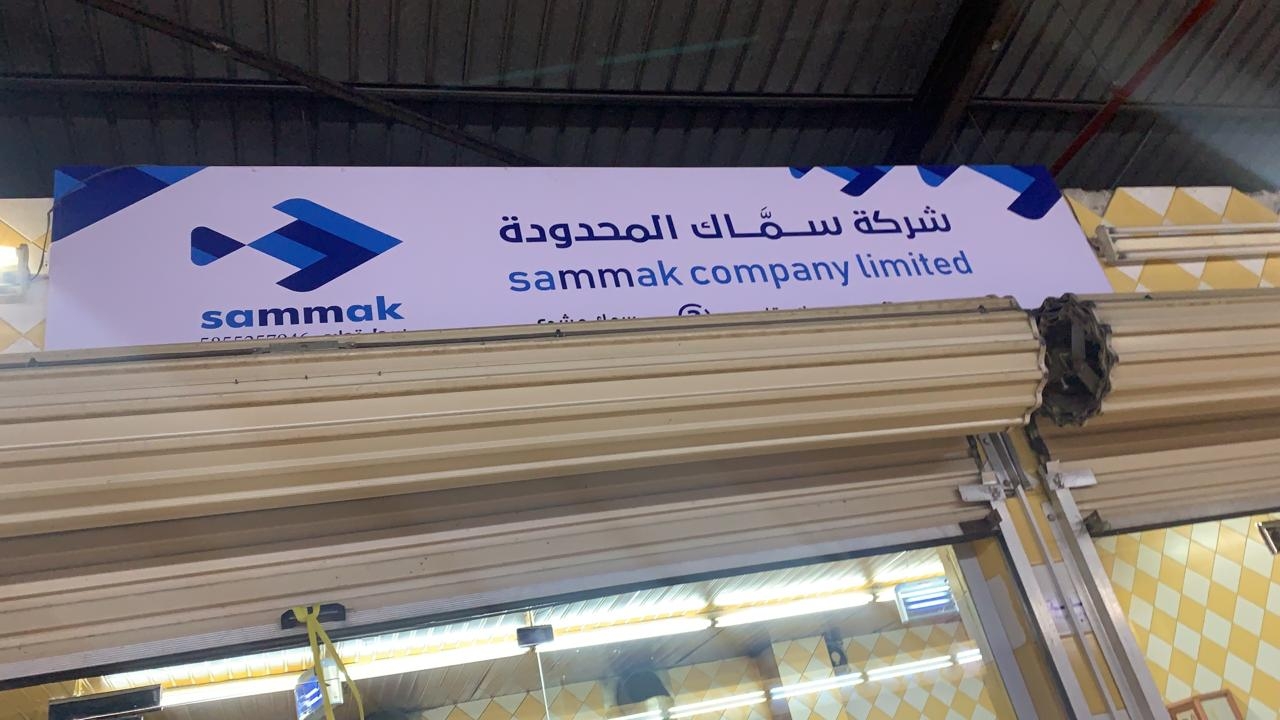 شركة سمَّاك المحدودة
sammak company limited
sammak